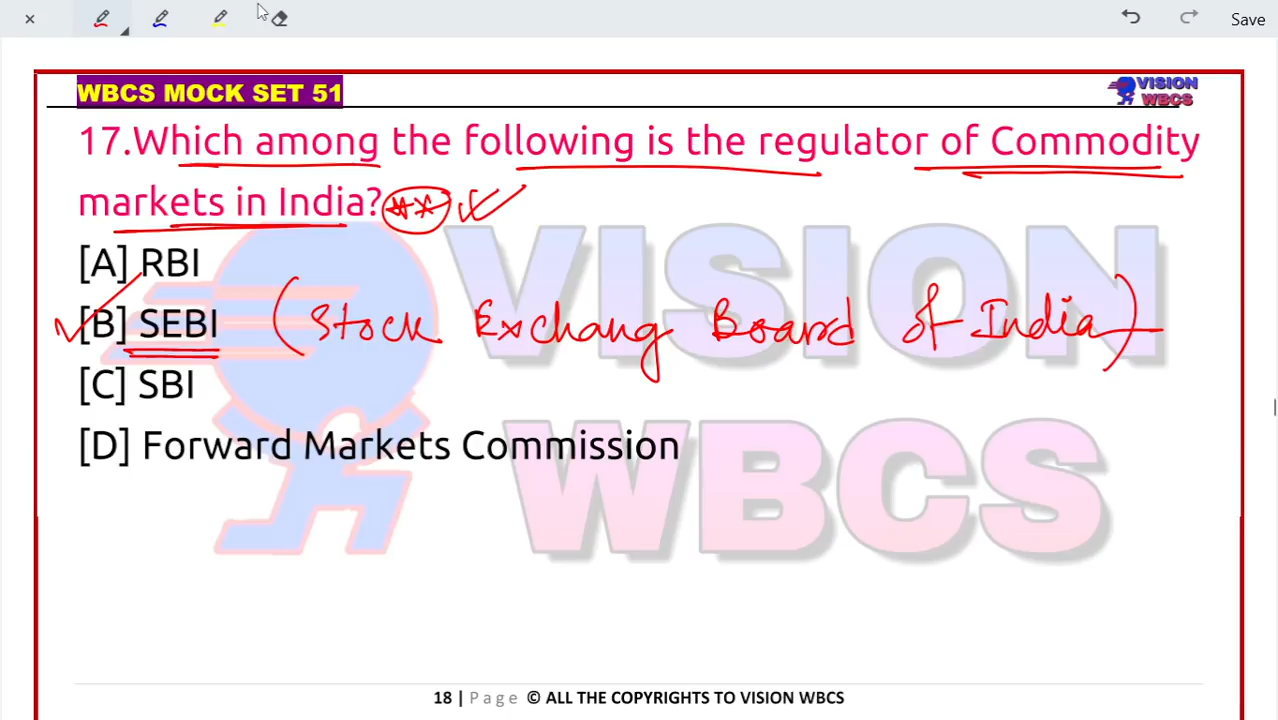 Save
WBCS MOCK SET 51
VISION
WBCS
17.Which among the following is the regulator of Commodity
markets in India?
[A] RBI
[B] SEBI (Stock Exchang Board of India)
[C] SBI
[D] Forward Markets Commission
VISION
WBCS
18 | Page © ALL THE COPYRIGHTS TO VISION WBCS